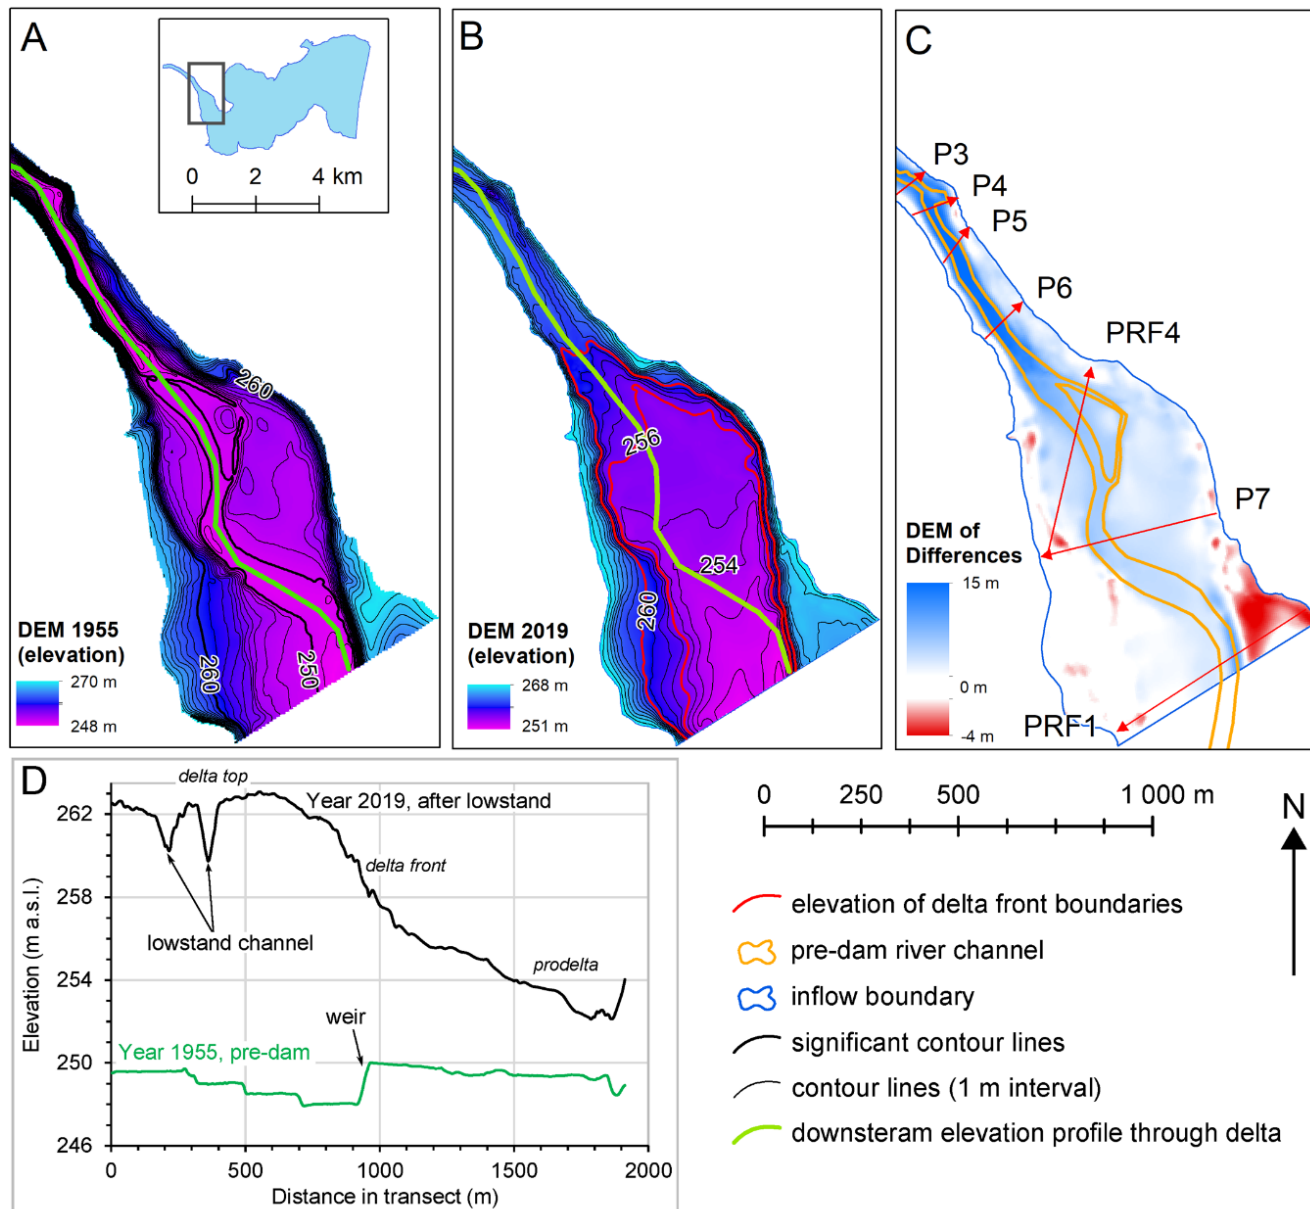 A
0 2 4 km
260
260
250
DEM 1955
(elevation)
270 m
248 m
B
256
254
260
DEM 2019
(elevation)
268 m
251 m
C
P3
P4
P5
P6
PRF4
P7
PRF1
DEM of
Differences
15 m
0 m
-4 m
D
delta top
Year 2019, after lowstand
delta front
lowstand channel
prodelta
weir
Year 1955, pre-dam
Elevation (m a.s.l.)
262
258
254
250
246
0 500 1000 1500 2000
Distance in transect (m)
0 250 500 1 000 m
N
elevation of delta front boundaries
pre-dam river channel
inflow boundary
significant contour lines
contour lines (1 m interval)
downsteram elevation profile through delta